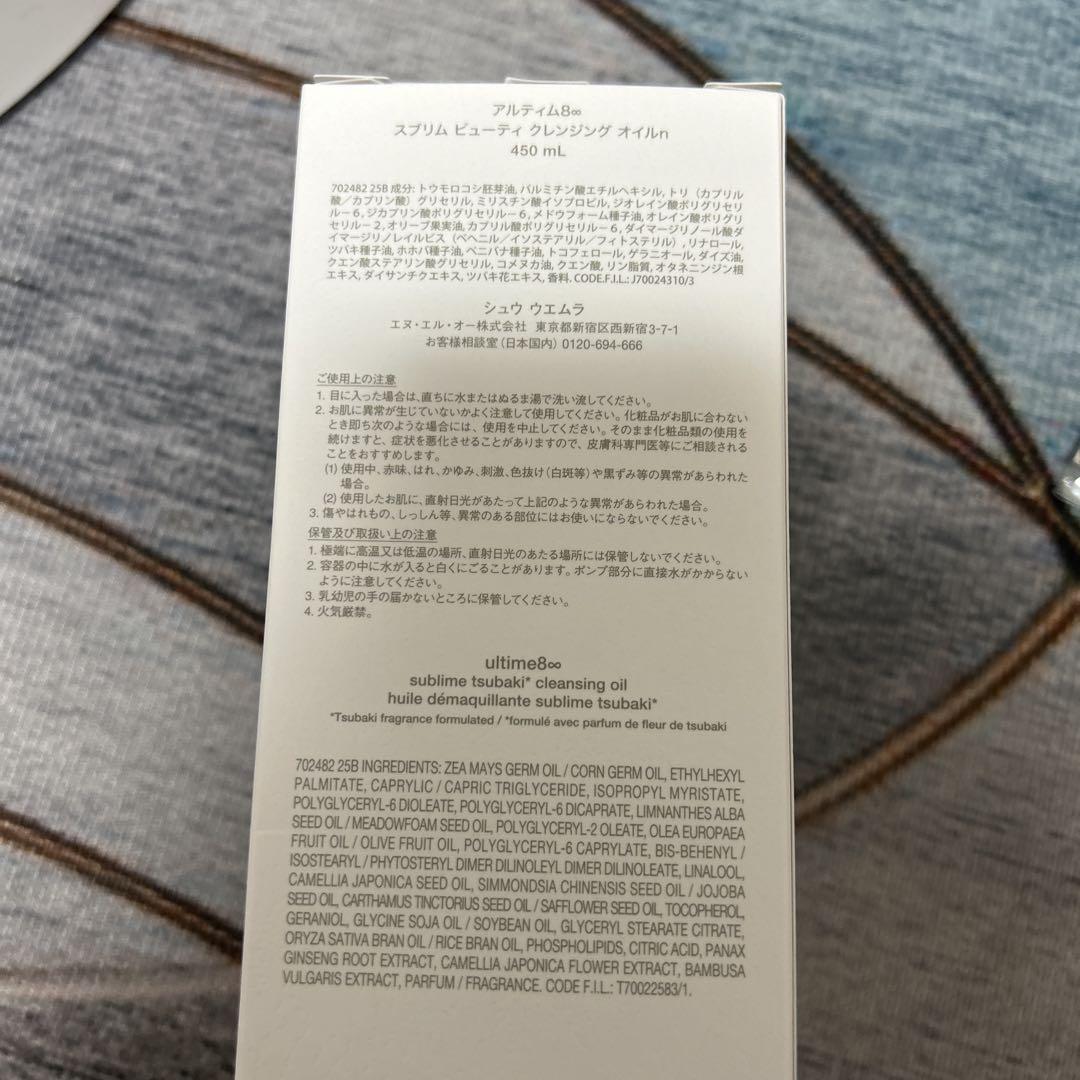 アルティム8∞
スブリム ビューティ クレンジング オイルn
450 mL
702482 25B 成分: トウモロコシ胚芽油, パルミチン酸エチルヘキシル, トリ（カプリル
酸／カプリン酸）グリセリル, ミリスチン酸イソプロピル, ジオレイン酸ポリグリセリ
ル－6, ジカプリン酸ポリグリセリル－6, メドウフォーム種子油, オレイン酸ポリグリ
セリル－2, オリーブ果実油, カプリル酸ポリグリセリル－6, ダイマージリノール酸ダ
イマージリノレイルビス（ベヘニル／イソステアリル／フィトステリル）, リナロール,
ツバキ種子油, ホホバ種子油, ベニバナ種子油, トコフェロール, ゲラニオール, ダイズ油,
クエン酸ステアリン酸グリセリル, コメヌカ油, クエン酸, リン脂質, オタネニンジン根
エキス, ダイサンチクエキス, ツバキ花エキス, 香料. CODE.F.I.L.: J70024310/3
シュウ ウエムラ
エヌ・エル・オー株式会社 東京都新宿区西新宿3-7-1
お客様相談室（日本国内）0120-694-666
ご使用上の注意
1. 目に入った場合は、直ちに水またはぬるま湯で洗い流してください。
2. お肌に異常が生じていないかよく注意して使用してください。化粧品がお肌に合わない
とき即ち次のような場合には、使用を中止してください。そのまま化粧品類の使用を
続けますと、症状を悪化させることがありますので、皮膚科専門医等にご相談される
ことをおすすめします。
(1) 使用中、赤味、はれ、かゆみ、刺激、色抜け（白斑等）や黒ずみ等の異常があらわれた
場合。
(2) 使用したお肌に、直射日光があたって上記のような異常があらわれた場合。
3. 傷やはれもの、しっしん等、異常のある部位にはお使いにならないでください。
保管及び取扱い上の注意
1. 極端に高温又は低温の場所、直射日光のあたる場所には保管しないでください。
2. 容器の中に水が入ると白くにごることがあります。ポンプ部分に直接水がかからない
ように注意してください。
3. 乳幼児の手の届かないところに保管してください。
4. 火気厳禁。
ultime8∞
sublime tsubaki* cleansing oil
huile démaquillante sublime tsubaki*
*Tsubaki fragrance formulated / *formulé avec parfum de fleur de tsubaki
702482 25B INGREDIENTS: ZEA MAYS GERM OIL / CORN GERM OIL, ETHYLHEXYL
PALMITATE, CAPRYLIC / CAPRIC TRIGLYCERIDE, ISOPROPYL MYRISTATE,
POLYGLYCERYL-6 DIOLEATE, POLYGLYCERYL-6 DICAPRATE, LIMNANTHES ALBA
SEED OIL / MEADOWFOAM SEED OIL, POLYGLYCERYL-2 OLEATE, OLEA EUROPAEA
FRUIT OIL / OLIVE FRUIT OIL, POLYGLYCERYL-6 CAPRYLATE, BIS-BEHENYL /
ISOSTEARYL / PHYTOSTERYL DIMER DILINOLEYL DIMER DILINOLEATE, LINALOOL,
CAMELLIA JAPONICA SEED OIL, SIMMONDSIA CHINENSIS SEED OIL / JOJOBA
SEED OIL, CARTHAMUS TINCTORIUS SEED OIL / SAFFLOWER SEED OIL, TOCOPHEROL,
GERANIOL, GLYCINE SOJA OIL / SOYBEAN OIL, GLYCERYL STEARATE CITRATE,
ORYZA SATIVA BRAN OIL / RICE BRAN OIL, PHOSPHOLIPIDS, CITRIC ACID, PANAX
GINSENG ROOT EXTRACT, CAMELLIA JAPONICA FLOWER EXTRACT, BAMBUSA
VULGARIS EXTRACT, PARFUM / FRAGRANCE. CODE F.I.L.: T70022583/1.